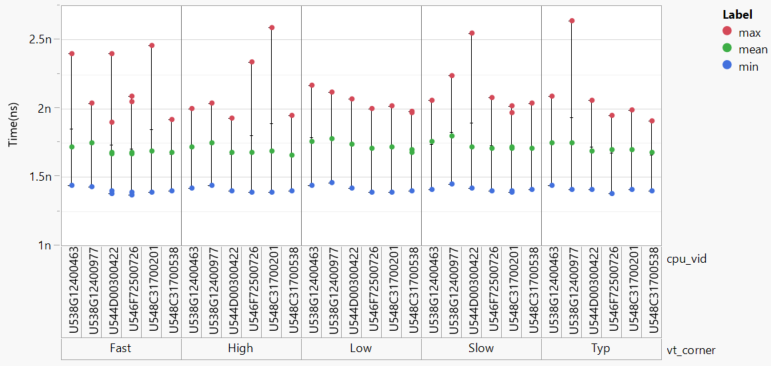 Label
max
mean
min
2.5n
2n
1.5n
1n
Time(ns)
U538G12400463
U538G12400977
U544D00300422
U546F72500726
U548C31700201
U548C31700538
U538G12400463
U538G12400977
U544D00300422
U546F72500726
U548C31700201
U548C31700538
U538G12400463
U538G12400977
U544D00300422
U546F72500726
U548C31700201
U548C31700538
U538G12400463
U538G12400977
U544D00300422
U546F72500726
U548C31700201
U548C31700538
U538G12400463
U538G12400977
U544D00300422
U546F72500726
U548C31700201
U548C31700538
cpu_vid
Fast
High
Low
Slow
Typ
vt_corner